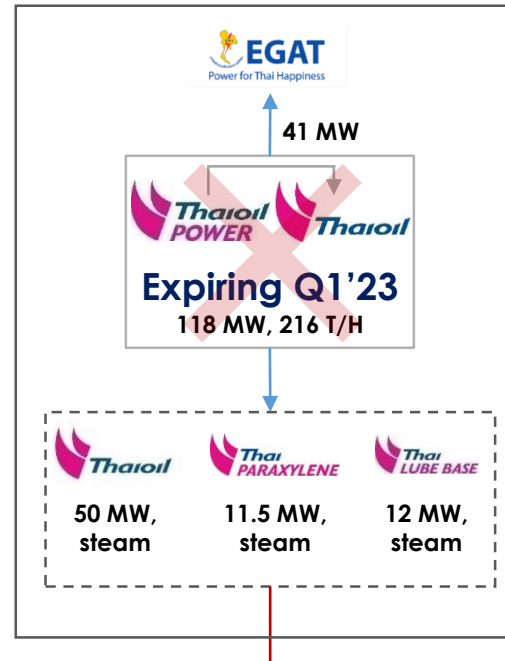 EGAT
Power for Thai Happiness
41 MW
Thaioil
POWER
Thaioil
Expiring Q1’23
118 MW, 216 T/H
Thaioil
Thai
PARAXYLENE
Thai
LUBE BASE
50 MW,
steam
11.5 MW,
steam
12 MW,
steam